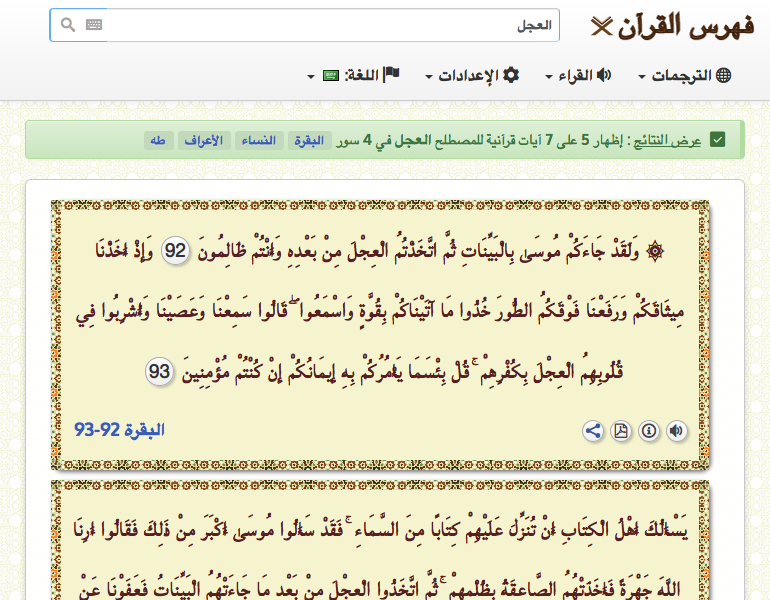 فهرس القرآن
العجل
الترجمات
القراء
الإعدادات
اللغة:
عرض النتائج : إظهار 5 على 7 آيات قرآنية للمصطلح العجل في 4 سور البقرة النساء الأعراف طه
۞ وَلَقَدْ جَاءَكُمْ مُوسَىٰ بِالْبَيِّنَاتِ ثُمَّ اتَّخَذْتُمُ الْعِجْلَ مِنْ بَعْدِهِ وَأَنْتُمْ ظَالِمُونَ 92 وَإِذْ أَخَذْنَا
مِيثَاقَكُمْ وَرَفَعْنَا فَوْقَكُمُ الطُّورَ خُذُوا مَا آتَيْنَاكُمْ بِقُوَّةٍ وَاسْمَعُوا ۖ قَالُوا سَمِعْنَا وَعَصَيْنَا وَأُشْرِبُوا فِي
قُلُوبِهِمُ الْعِجْلَ بِكُفْرِهِمْ ۚ قُلْ بِئْسَمَا يَأْمُرُكُمْ بِهِ إِيمَانُكُمْ إِنْ كُنْتُمْ مُؤْمِنِينَ 93
البقرة 92-93
يَسْأَلُكَ أَهْلُ الْكِتَابِ أَنْ تُنَزِّلَ عَلَيْهِمْ كِتَابًا مِنَ السَّمَاءِ ۚ فَقَدْ سَأَلُوا مُوسَىٰ أَكْبَرَ مِنْ ذَٰلِكَ فَقَالُوا أَرِنَا
اللَّهَ جَهْرَةً فَأَخَذَتْهُمُ الصَّاعِقَةُ بِظُلْمِهِمْ ۚ ثُمَّ اتَّخَذُوا الْعِجْلَ مِنْ بَعْدِ مَا جَاءَتْهُمُ الْبَيِّنَاتُ فَعَفَوْنَا عَنْ